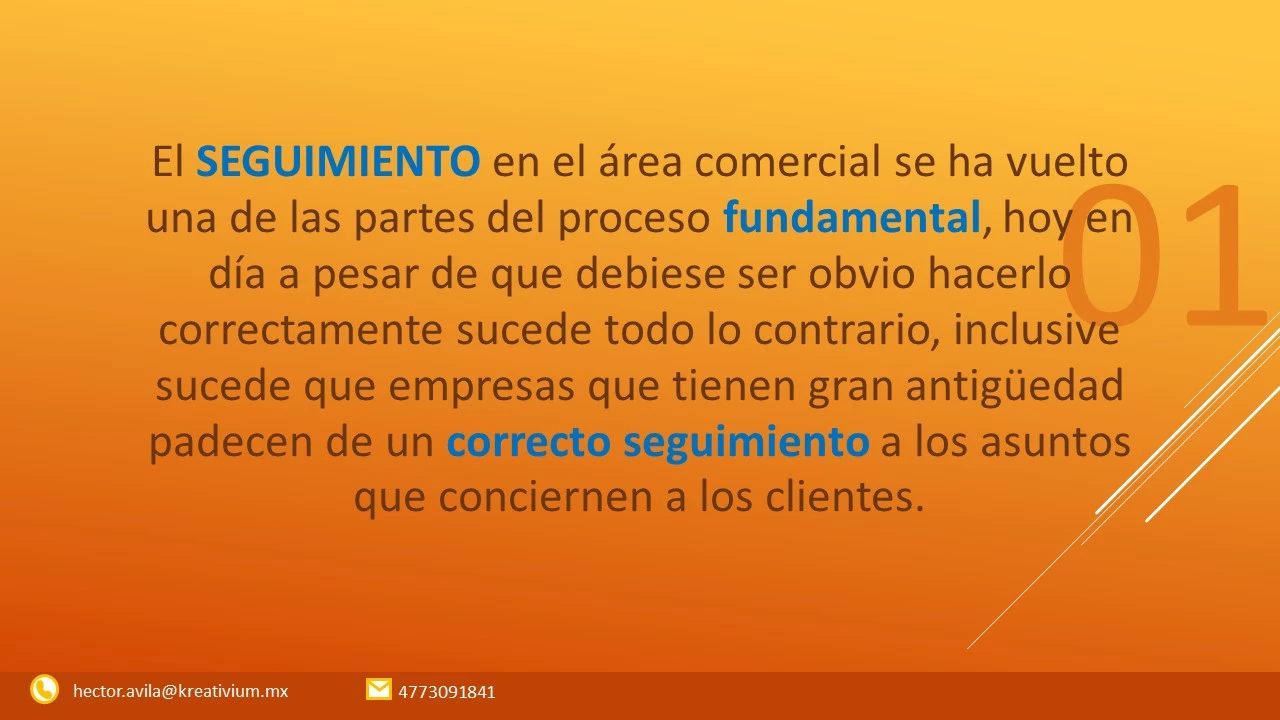 El SEGUIMIENTO en el área comercial se ha vuelto
una de las partes del proceso fundamental, hoy en
día a pesar de que debiese ser obvio hacerlo
correctamente sucede todo lo contrario, inclusive
sucede que empresas que tienen gran antigüedad
padecen de un correcto seguimiento a los asuntos
que conciernen a los clientes.
01
hector.avila@kreativium.mx
4773091841